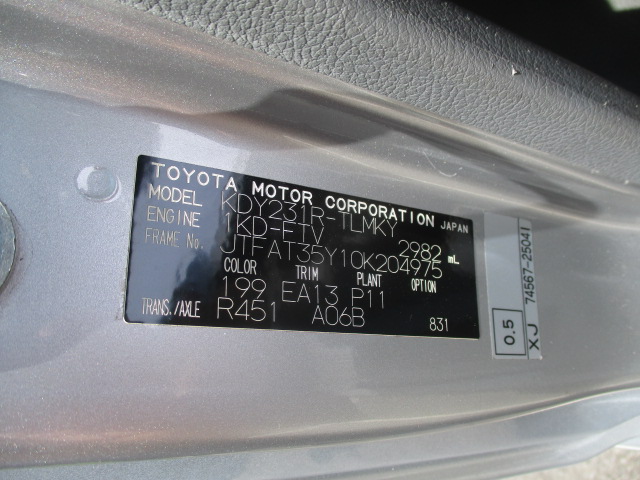 TOYOTA MOTOR CORPORATION JAPAN
MODEL KDY231R-TLMKY
ENGINE 1KD-FTV 2982 mL
FRAME No. JTFAT35Y10K204975
COLOR TRIM PLANT OPTION
199 EA13 P11
TRANS./AXLE R451 A06B 831
0.5 XJ 74567-25041